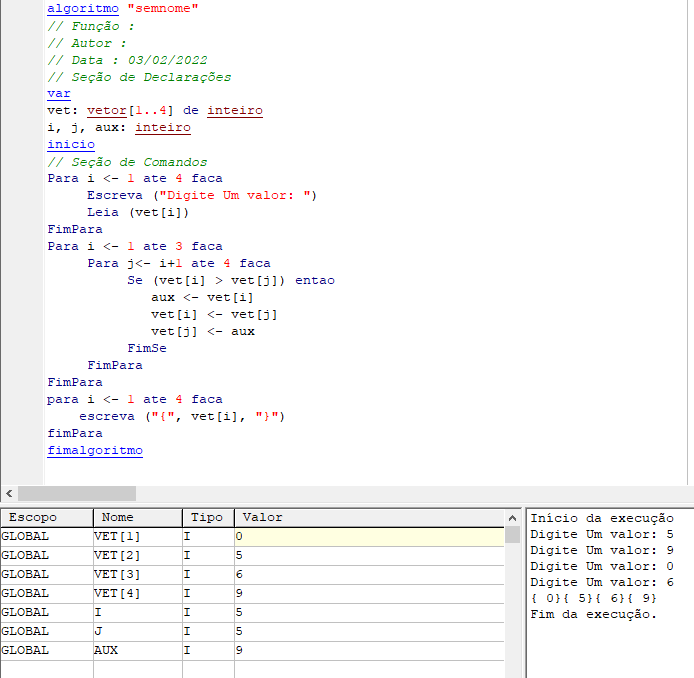 algoritmo "semnome"
// Função :
// Autor :
// Data : 03/02/2022
// Seção de Declarações
var
vet: vetor[1..4] de inteiro
i, j, aux: inteiro
inicio
// Seção de Comandos
Para i <- 1 ate 4 faca
     Escreva ("Digite Um valor: ")
     Leia (vet[i])
FimPara
Para i <- 1 ate 3 faca
     Para j<- i+1 ate 4 faca
          Se (vet[i] > vet[j]) entao
             aux <- vet[i]
             vet[i] <- vet[j]
             vet[j] <- aux
          FimSe
     FimPara
FimPara
para i <- 1 ate 4 faca
    escreva ("{", vet[i], "}")
fimPara
fimalgoritmo
Escopo Nome Tipo Valor
GLOBAL VET[1] I 0
GLOBAL VET[2] I 5
GLOBAL VET[3] I 6
GLOBAL VET[4] I 9
GLOBAL I I 5
GLOBAL J I 5
GLOBAL AUX I 9
Início da execução
Digite Um valor: 5
Digite Um valor: 9
Digite Um valor: 0
Digite Um valor: 6
{ 0}{ 5}{ 6}{ 9}
Fim da execução.